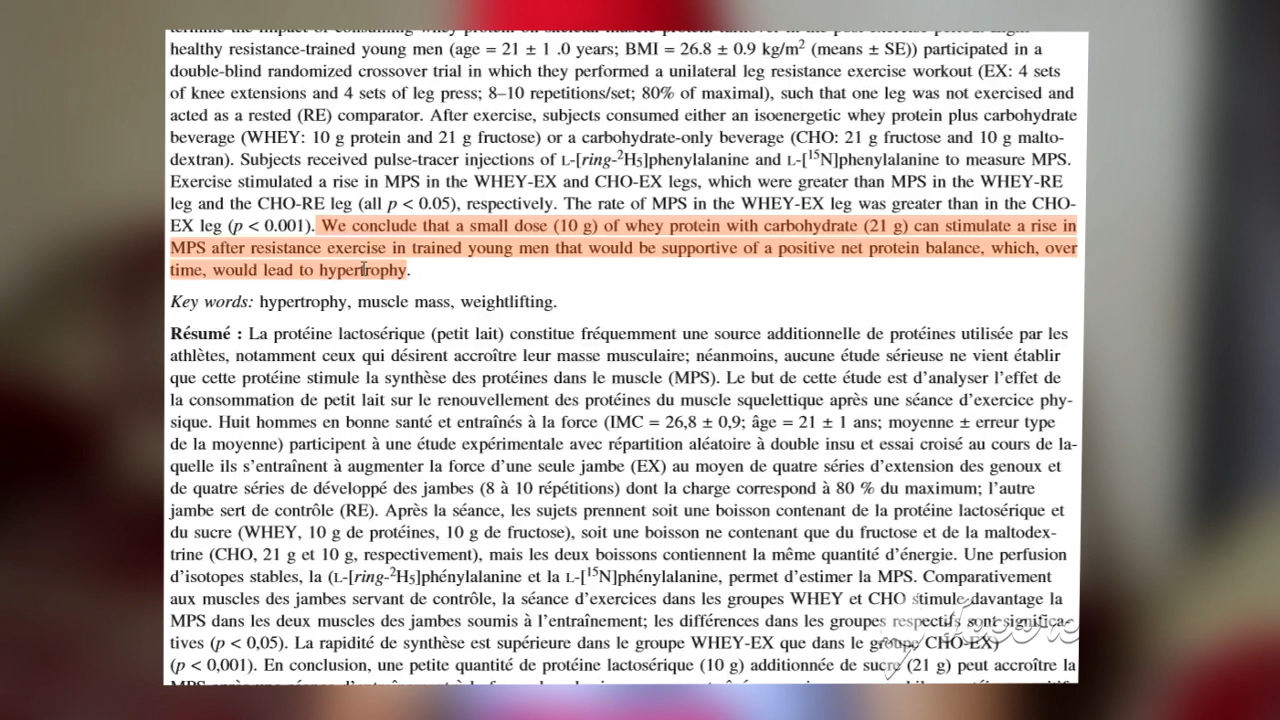 healthy resistance-trained young men (age = 21 ± 1 .0 years; BMI = 26.8 ± 0.9 kg/m² (means ± SE)) participated in a
double-blind randomized crossover trial in which they performed a unilateral leg resistance exercise workout (EX: 4 sets
of knee extensions and 4 sets of leg press; 8–10 repetitions/set; 80% of maximal), such that one leg was not exercised and
acted as a rested (RE) comparator. After exercise, subjects consumed either an isoenergetic whey protein plus carbohydrate
beverage (WHEY: 10 g protein and 21 g fructose) or a carbohydrate-only beverage (CHO: 21 g fructose and 10 g malto-
dextran). Subjects received pulse-tracer injections of L-[ring-²H₅]phenylalanine and L-[¹⁵N]phenylalanine to measure MPS.
Exercise stimulated a rise in MPS in the WHEY-EX and CHO-EX legs, which were greater than MPS in the WHEY-RE
leg and the CHO-RE leg (all p < 0.05), respectively. The rate of MPS in the WHEY-EX leg was greater than in the CHO-
EX leg (p < 0.001). We conclude that a small dose (10 g) of whey protein with carbohydrate (21 g) can stimulate a rise in
MPS after resistance exercise in trained young men that would be supportive of a positive net protein balance, which, over
time, would lead to hypertrophy.
Key words: hypertrophy, muscle mass, weightlifting.
Résumé : La protéine lactosérique (petit lait) constitue fréquemment une source additionnelle de protéines utilisée par les
athlètes, notamment ceux qui désirent accroître leur masse musculaire; néanmoins, aucune étude sérieuse ne vient établir
que cette protéine stimule la synthèse des protéines dans le muscle (MPS). Le but de cette étude est d’analyser l’effet de
la consommation de petit lait sur le renouvellement des protéines du muscle squelettique après une séance d’exercice phy-
sique. Huit hommes en bonne santé et entraînés à la force (IMC = 26,8 ± 0,9; âge = 21 ± 1 ans; moyenne ± erreur type
de la moyenne) participent à une étude expérimentale avec répartition aléatoire à double insu et essai croisé au cours de la-
quelle ils s’entraînent à augmenter la force d’une seule jambe (EX) au moyen de quatre séries d’extension des genoux et
de quatre séries de développé des jambes (8 à 10 répétitions) dont la charge correspond à 80 % du maximum; l’autre
jambe sert de contrôle (RE). Après la séance, les sujets prennent soit une boisson contenant de la protéine lactosérique et
du sucre (WHEY, 10 g de protéines, 10 g de fructose), soit une boisson ne contenant que du fructose et de la maltodex-
trine (CHO, 21 g et 10 g, respectivement), mais les deux boissons contiennent la même quantité d’énergie. Une perfusion
d’isotopes stables, la (L-[ring-²H₅]phénylalanine et la L-[¹⁵N]phénylalanine, permet d’estimer la MPS. Comparativement
aux muscles des jambes servant de contrôle, la séance d’exercices dans les groupes WHEY et CHO stimule davantage la
MPS dans les deux muscles des jambes soumis à l’entraînement; les différences dans les groupes respectifs sont significa-
tives (p < 0,05). La rapidité de synthèse est supérieure dans le groupe WHEY-EX que dans le groupe CHO-EX)
(p < 0,001). En conclusion, une petite quantité de protéine lactosérique (10 g) additionnée de sucre (21 g) peut accroître la